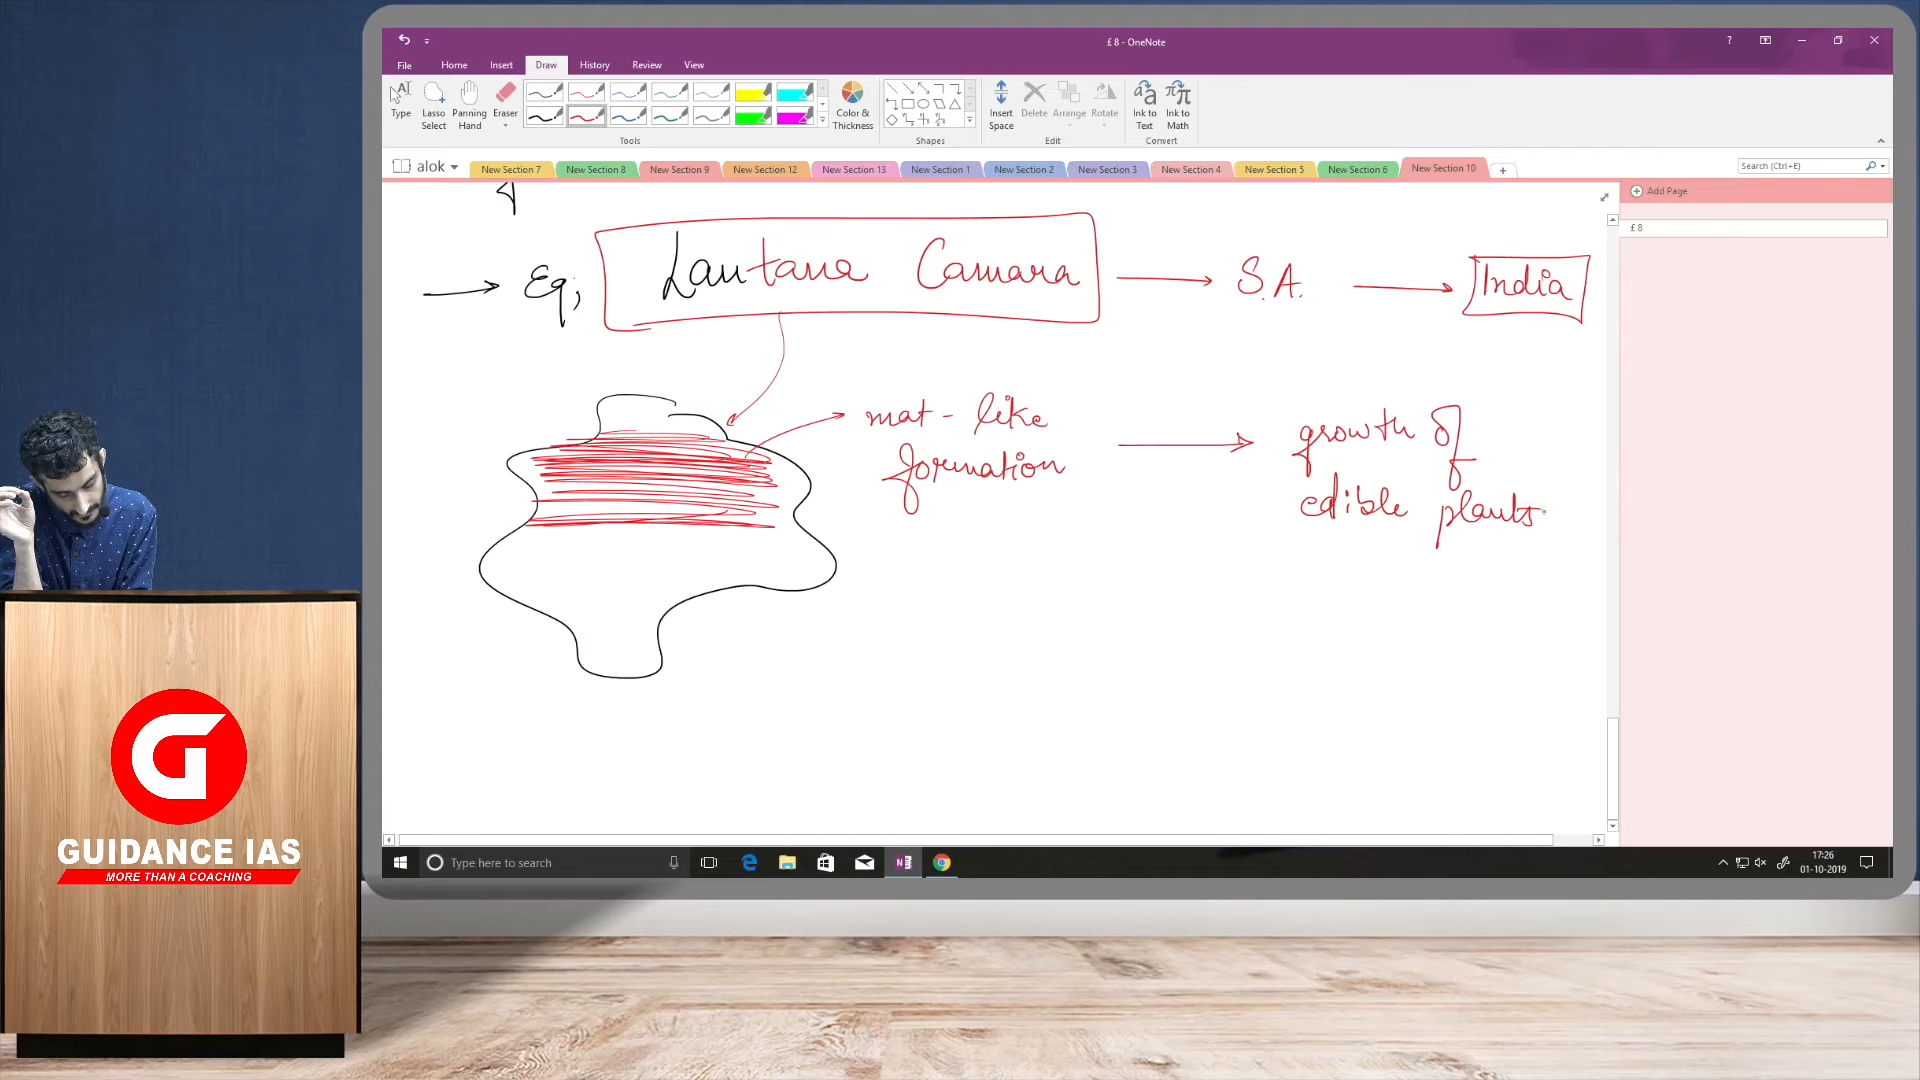 £ 8 - OneNote
?
File Home Insert Draw History Review View
Type
Lasso Select
Panning Hand
Eraser
Color & Thickness
Insert Space
Delete
Arrange
Rotate
Ink to Text
Ink to Math
Tools
Shapes
Edit
Convert
alok
New Section 7
New Section 8
New Section 9
New Section 12
New Section 13
New Section 1
New Section 2
New Section 3
New Section 4
New Section 5
New Section 6
New Section 10
Search (Ctrl+E)
Add Page
£ 8
Eg; Lantana Camara S.A. India
mat-like
formation
growth of
edible plants
G
GUIDANCE IAS
MORE THAN A COACHING
Type here to search
17:26
01-10-2019